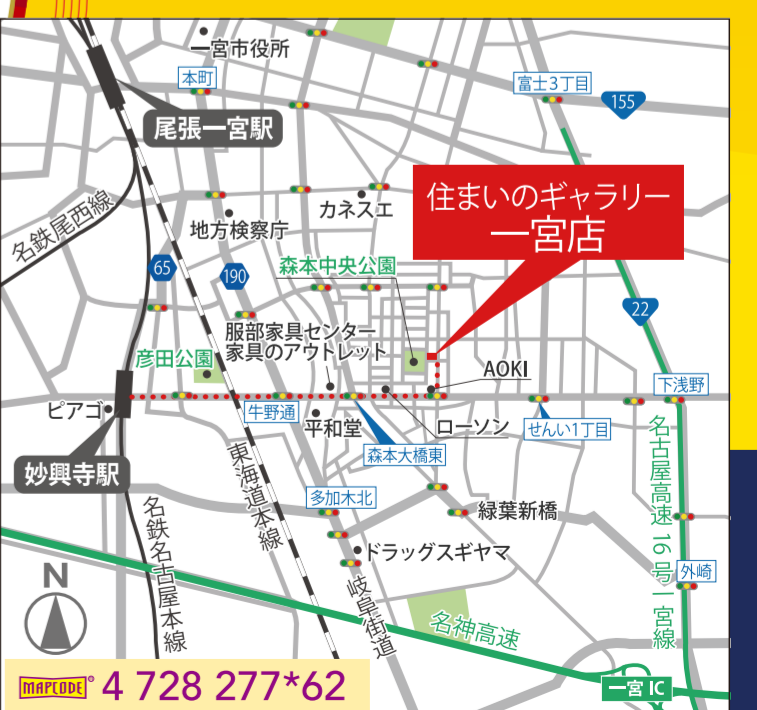 一宮市役所
本町
富士3丁目
155
尾張一宮駅
住まいのギャラリー
一宮店
カネスエ
名鉄尾西線
地方検察庁
65
190
森本中央公園
22
服部家具センター
家具のアウトレット
彦田公園
AOKI
下浅野
ピアゴ
牛野通
平和堂
ローソン
せんい1丁目
森本大橋東
妙興寺駅
東海道本線
名古屋高速16号一宮線
多加木北
緑葉新橋
名鉄名古屋本線
ドラッグスギヤマ
外崎
岐阜街道
N
名神高速
一宮IC
MAPCODE® 4 728 277*62